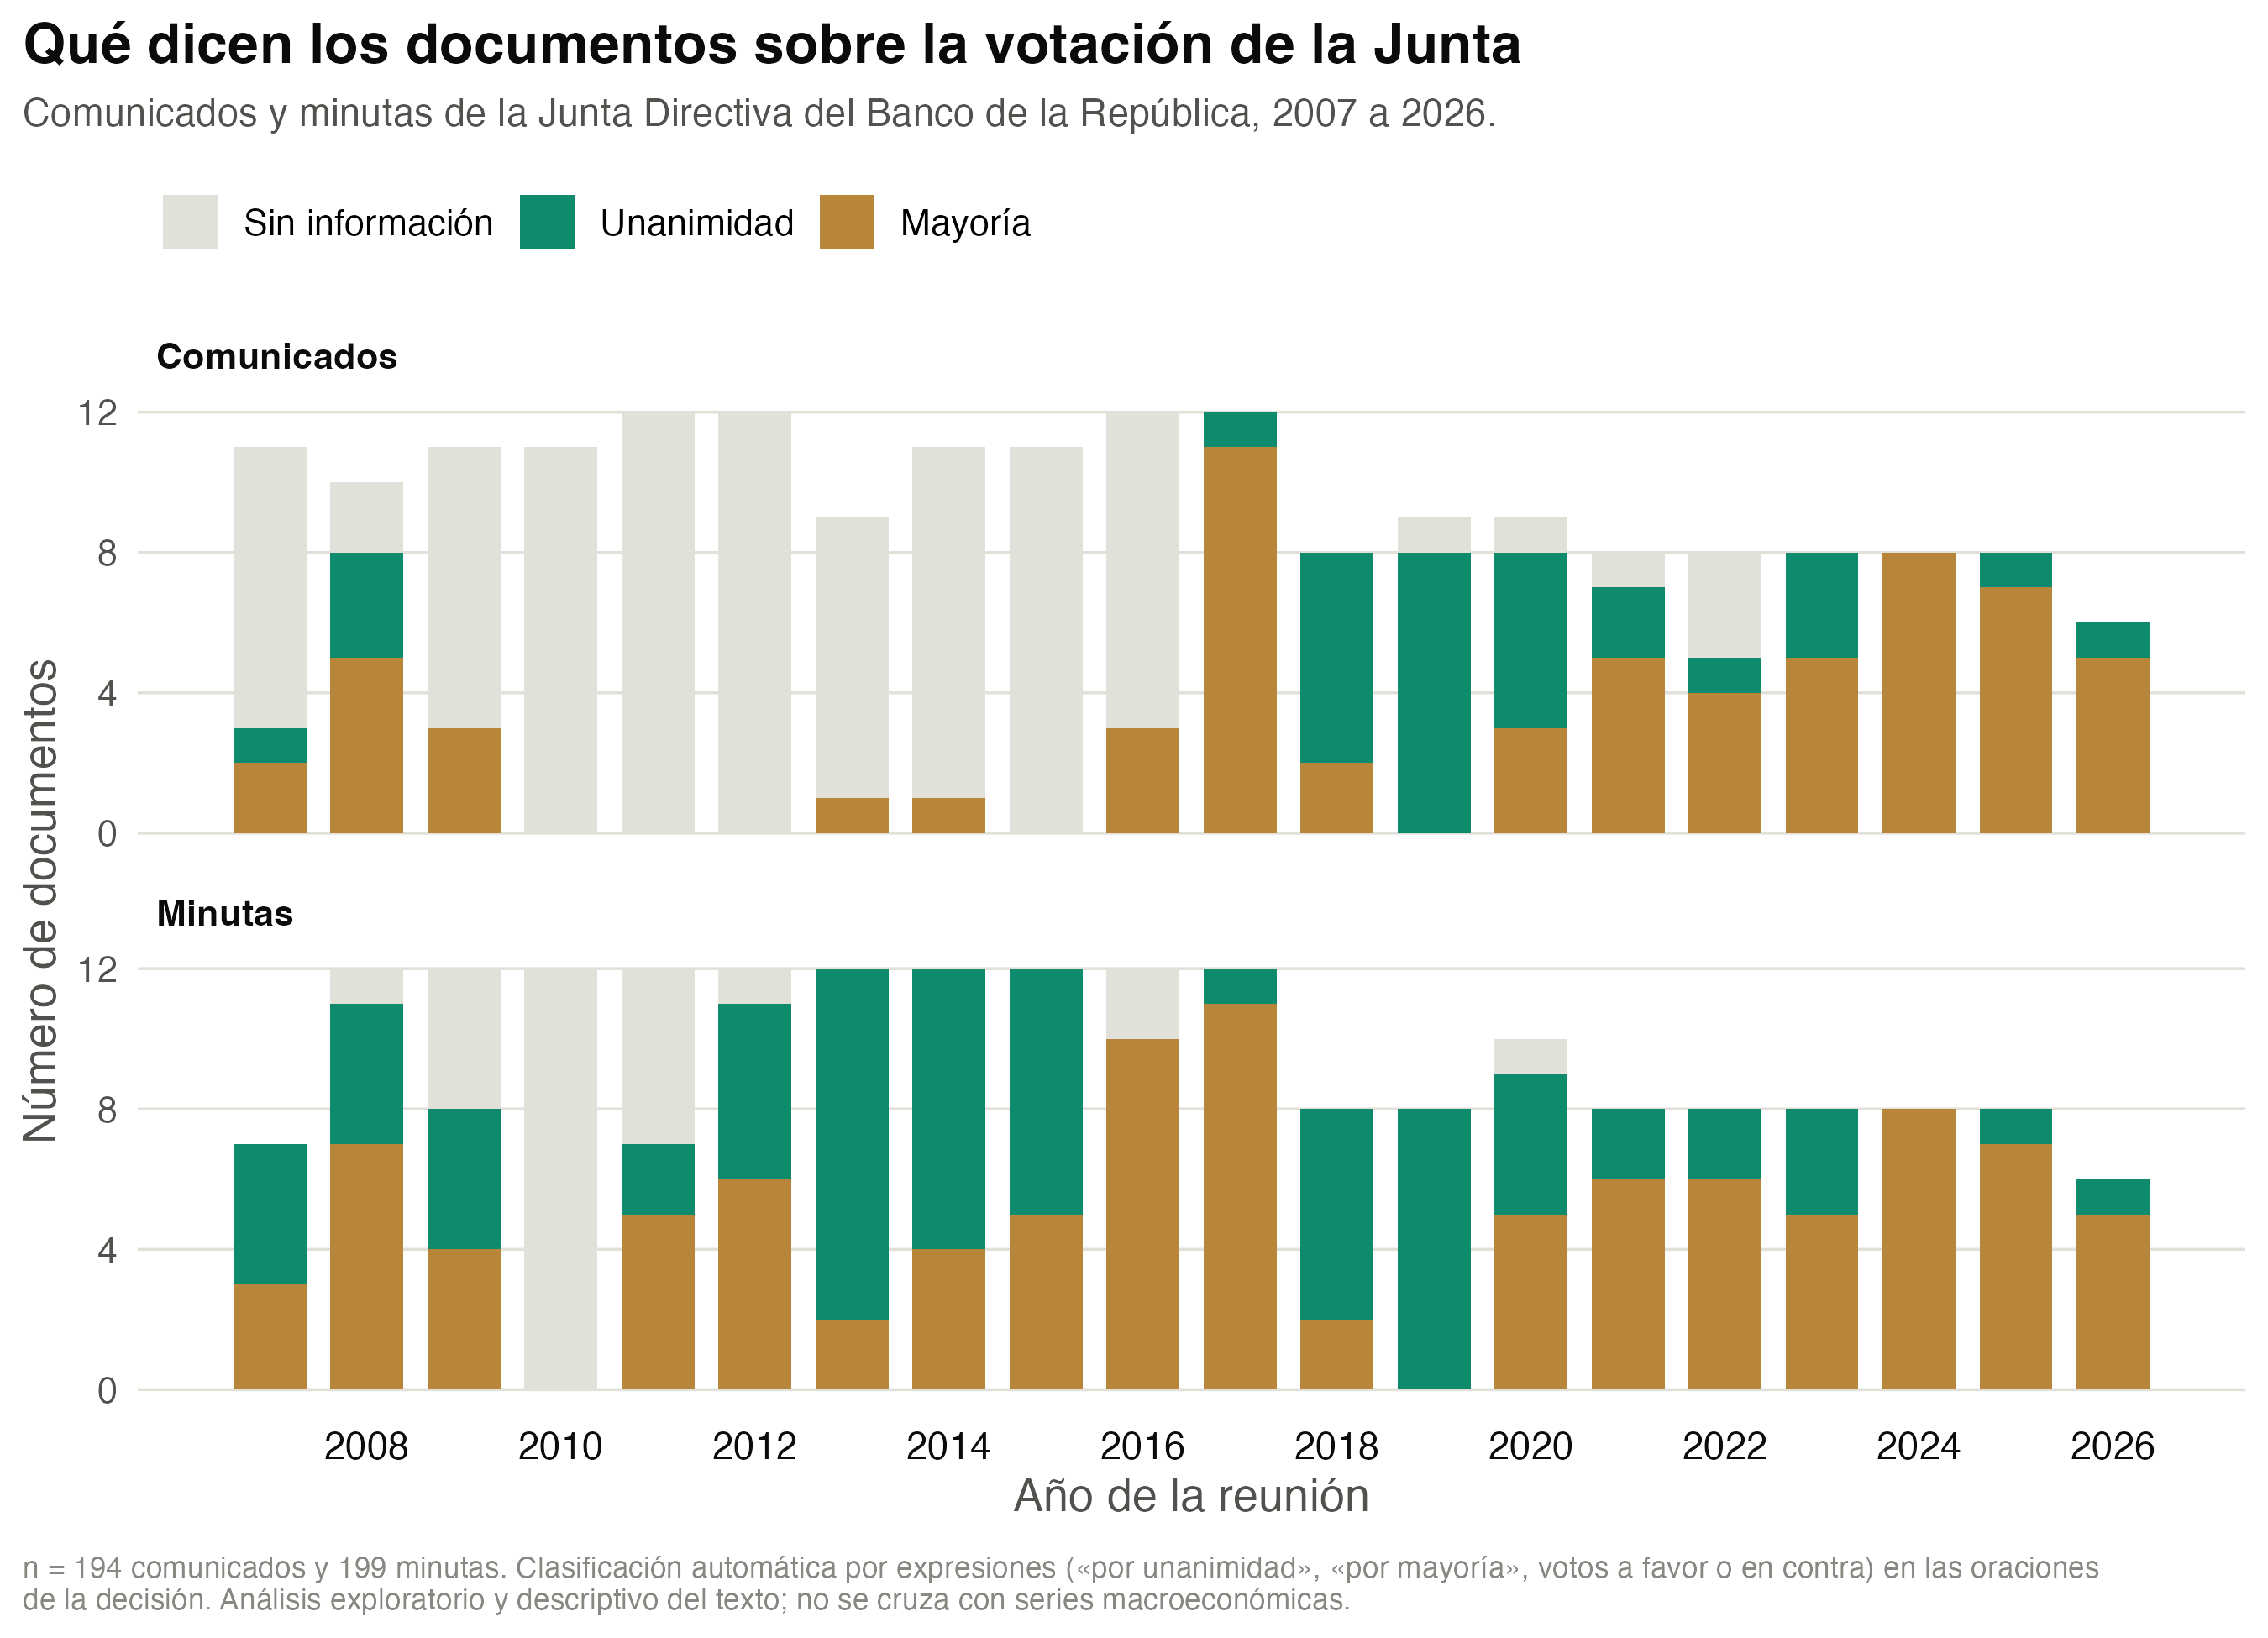 Qué dicen los documentos sobre la votación de la Junta
Comunicados y minutas de la Junta Directiva del Banco de la República, 2007 a 2026.
Sin información
Unanimidad
Mayoría
Número de documentos
Comunicados
12
8
4
0
Minutas
12
8
4
0
2008
2010
2012
2014
2016
2018
2020
2022
2024
2026
Año de la reunión
n = 194 comunicados y 199 minutas. Clasificación automática por expresiones («por unanimidad», «por mayoría», votos a favor o en contra) en las oraciones
de la decisión. Análisis exploratorio y descriptivo del texto; no se cruza con series macroeconómicas.